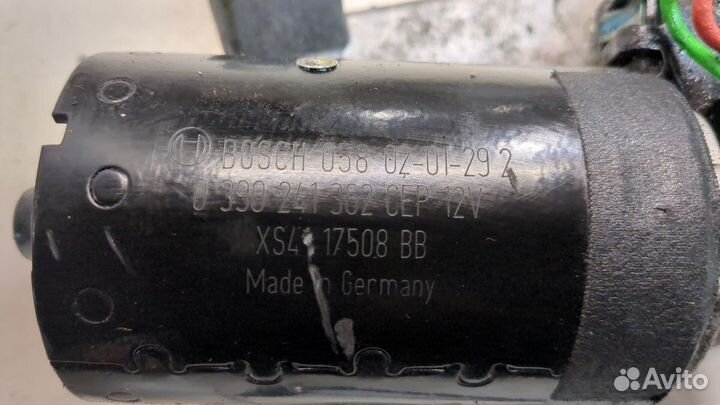 BOSCH 058 02-01-29 2
0 390 241 362 CEP 12V
17508 BB
Made in Germany
Avito